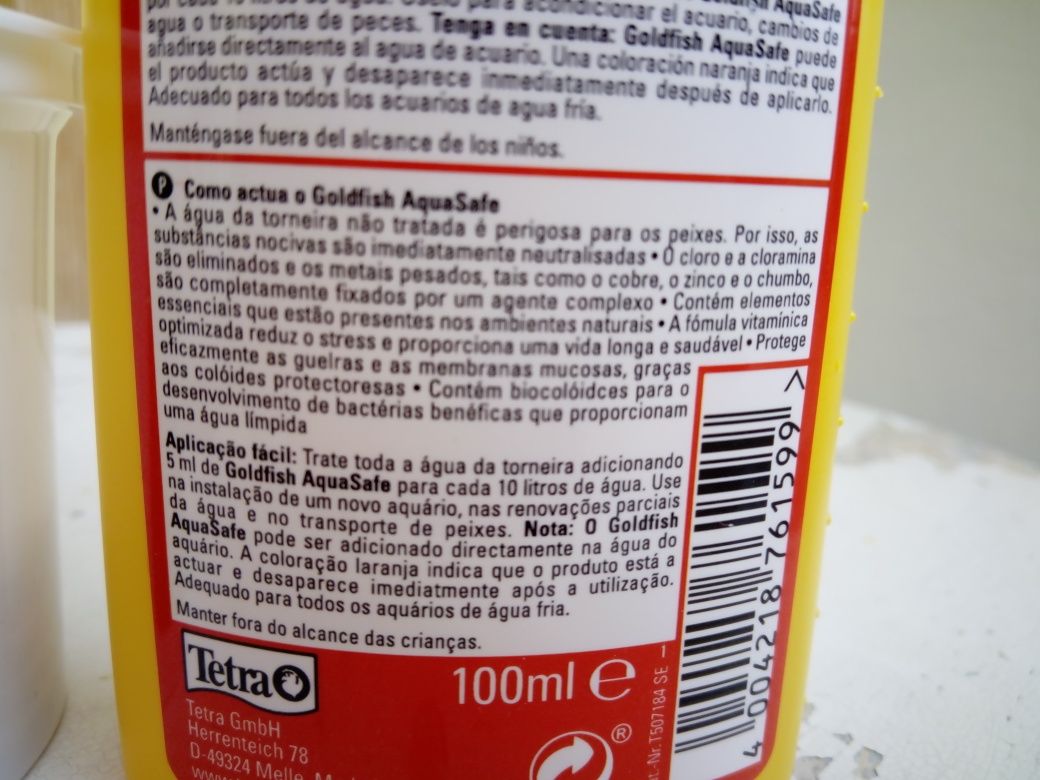 por cada 10 litros de agua. Úselo para acondicionar el acuario, cambios de
agua o transporte de peces. Tenga en cuenta: Goldfish AquaSafe puede
añadirse directamente al agua de acuario. Una coloración naranja indica que
el producto actúa y desaparece inmediatamente después de aplicarlo.
Adecuado para todos los acuarios de agua fría.
Manténgase fuera del alcance de los niños.
P Como actua o Goldfish AquaSafe
• A água da torneira não tratada é perigosa para os peixes. Por isso, as
substâncias nocivas são imediatamente neutralisadas • O cloro e a cloramina
são eliminados e os metais pesados, tais como o cobre, o zinco e o chumbo,
são completamente fixados por um agente complexo • Contém elementos
essenciais que estão presentes nos ambientes naturais • A fómula vitamínica
optimizada reduz o stress e proporciona uma vida longa e saudável • Protege
eficazmente as guelras e as membranas mucosas, graças
aos colóides protectoresas • Contém biocolóidces para o
desenvolvimento de bactérias benéficas que proporcionam
uma água límpida
Aplicação fácil: Trate toda a água da torneira adicionando
5 ml de Goldfish AquaSafe para cada 10 litros de água. Use
na instalação de um novo aquário, nas renovações parciais
da água e no transporte de peixes. Nota: O Goldfish
AquaSafe pode ser adicionado directamente na água do
aquário. A coloração laranja indica que o produto está a
actuar e desaparece imediatmente após a utilização.
Adequado para todos os aquários de água fria.
Manter fora do alcance das crianças.
Tetra
100ml e
Tetra GmbH
Herrenteich 78
D-49324 Melle
®
T507184 SE
4 004218 761599 >